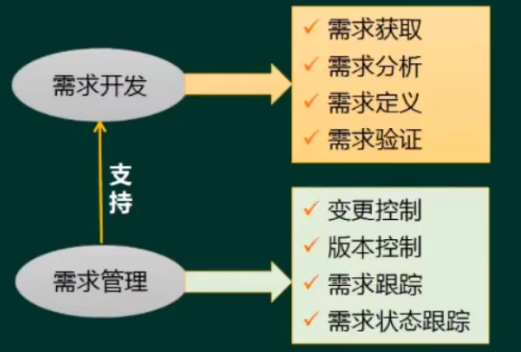 需求开发
需求获取
需求分析
需求定义
需求验证
支持
需求管理
变更控制
版本控制
需求跟踪
需求状态跟踪